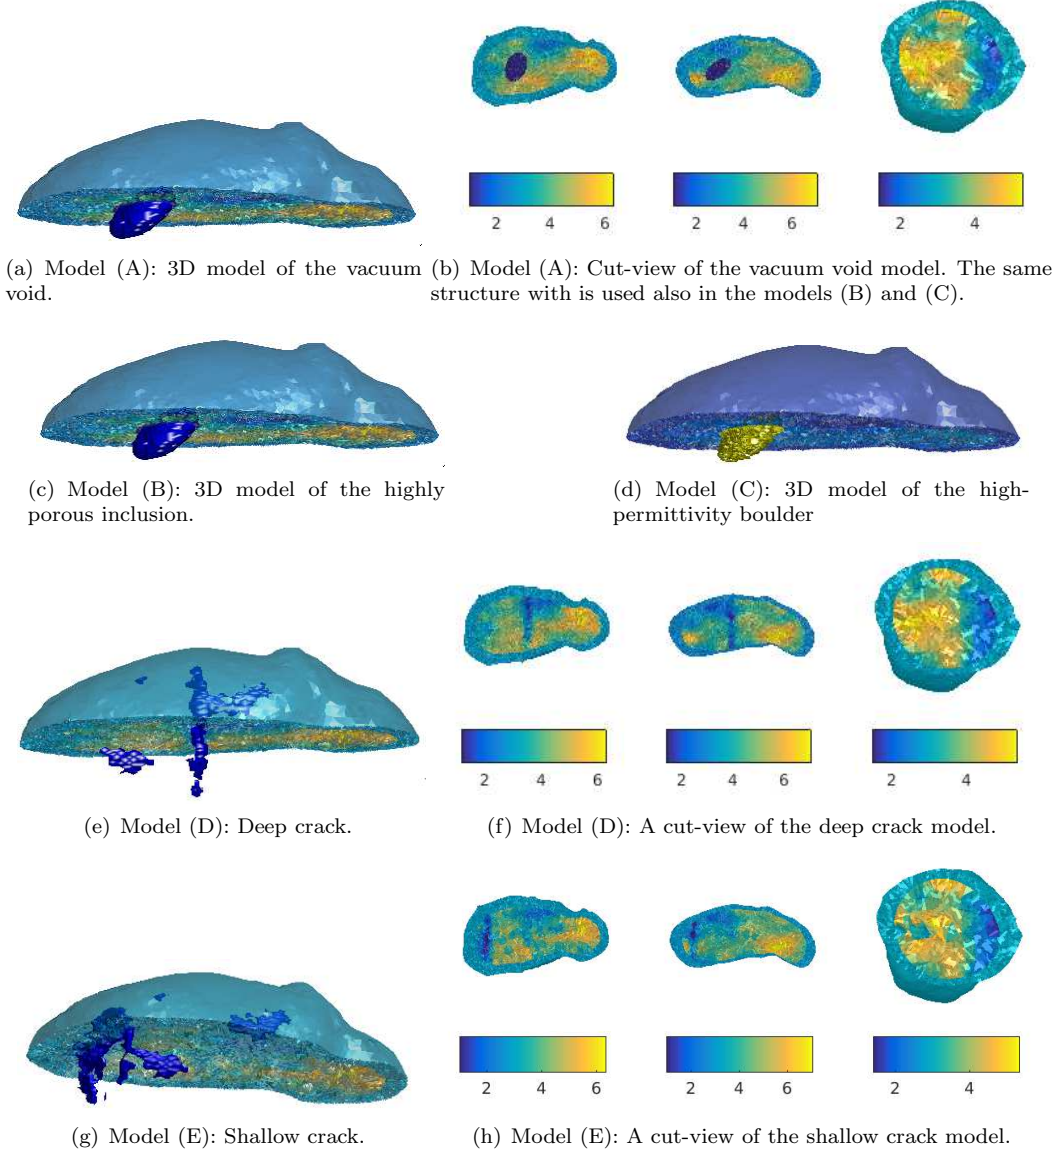 2 4 6
2 4 6
2 4
(a) Model (A): 3D model of the vacuum
void.
(b) Model (A): Cut-view of the vacuum void model. The same
structure with is used also in the models (B) and (C).
(c) Model (B): 3D model of the highly
porous inclusion.
(d) Model (C): 3D model of the high-
permittivity boulder
2 4 6
2 4 6
2 4
(e) Model (D): Deep crack.
(f) Model (D): A cut-view of the deep crack model.
2 4 6
2 4 6
2 4
(g) Model (E): Shallow crack.
(h) Model (E): A cut-view of the shallow crack model.